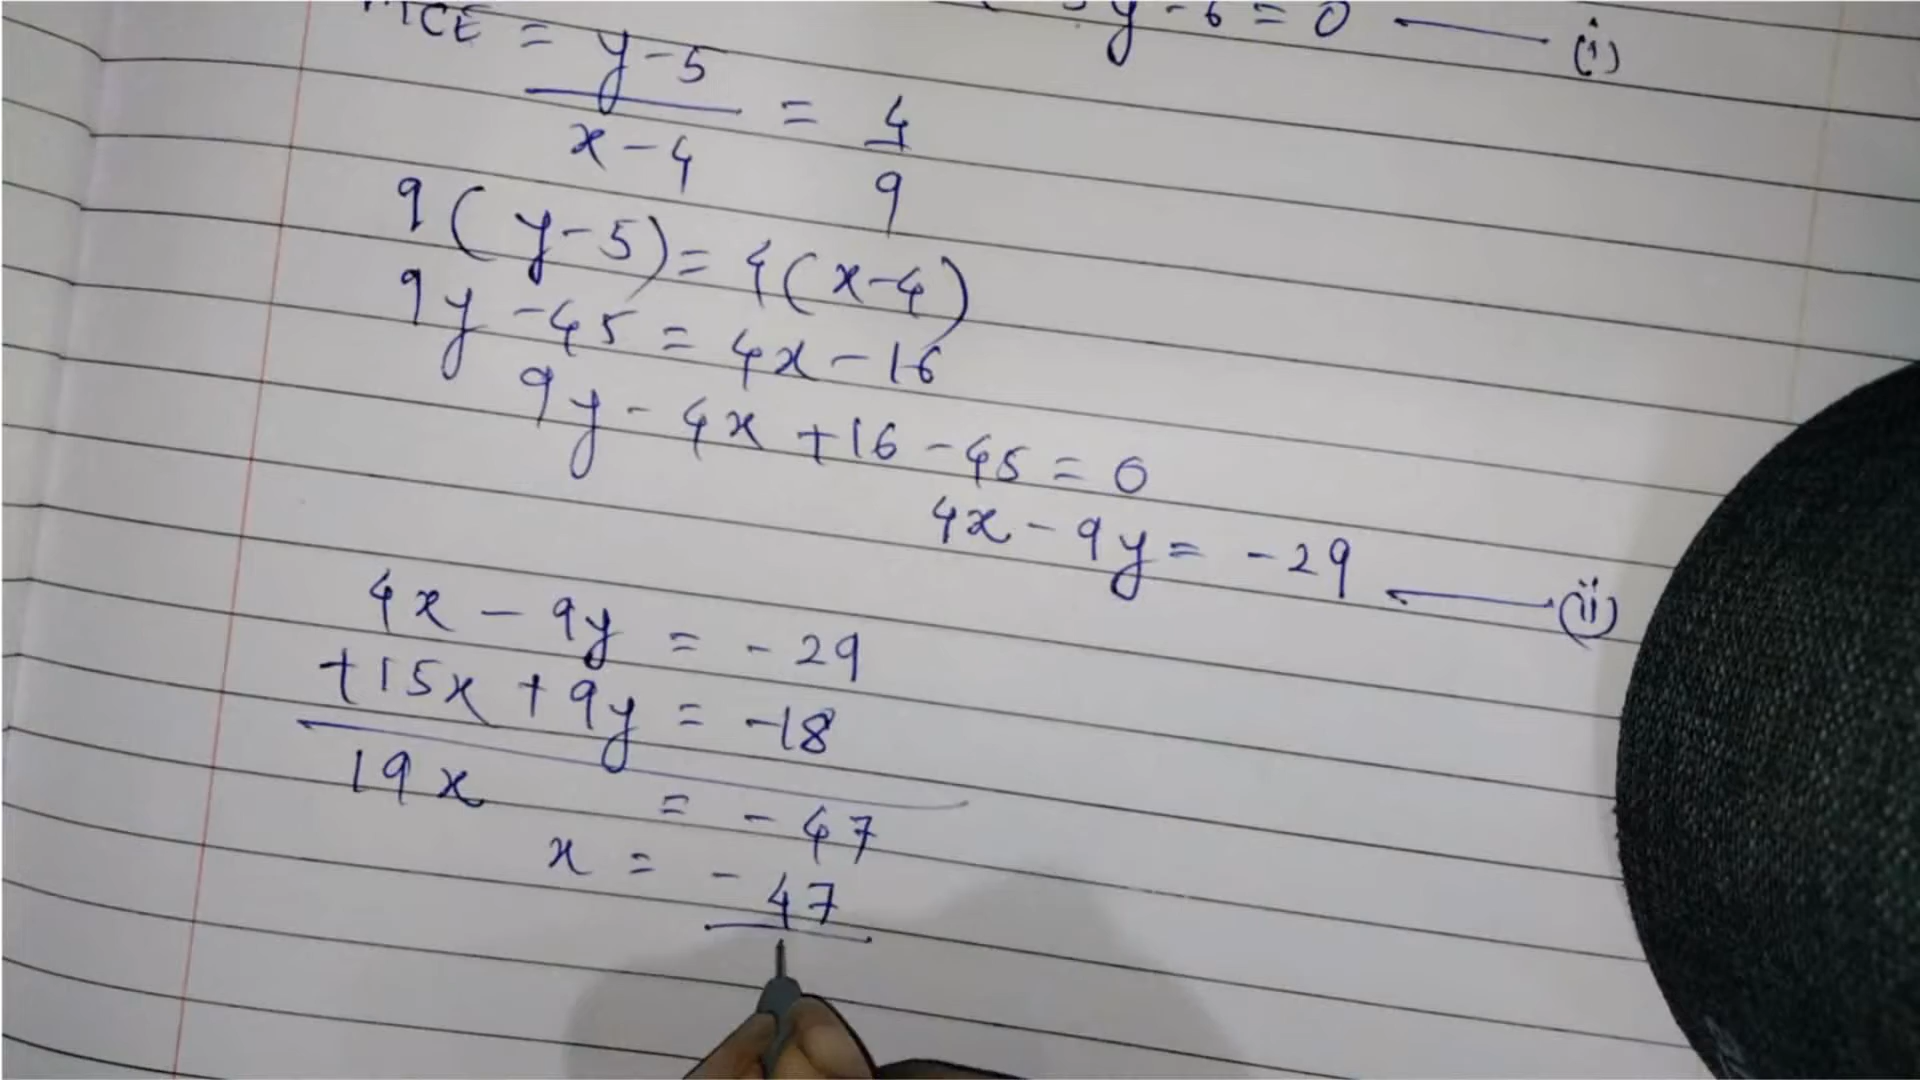 y - 6 = 0 (i)
CE = y-5 / x-4 = 4/9
9(y-5) = 4(x-4)
9y - 45 = 4x - 16
9y - 4x + 16 - 45 = 0
4x - 9y = -29 (ii)
4x - 9y = -29
+15x + 9y = -18
19x = -47
x = -47